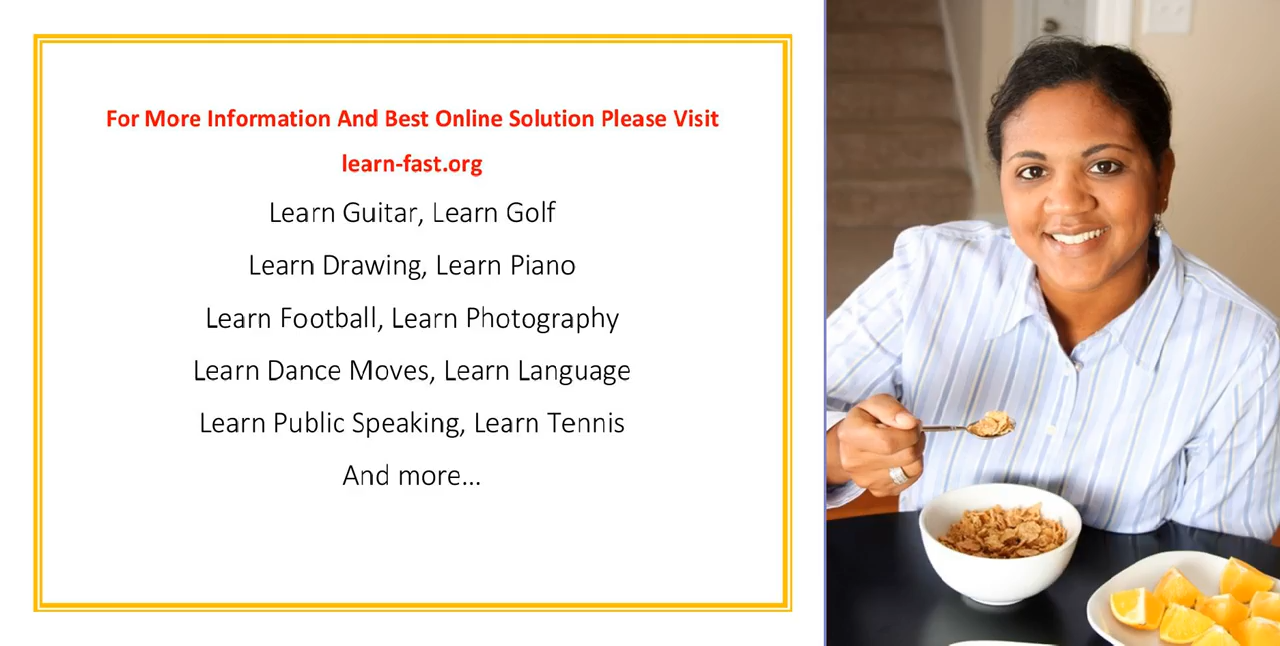 For More Information And Best Online Solution Please Visit
learn-fast.org
Learn Guitar, Learn Golf
Learn Drawing, Learn Piano
Learn Football, Learn Photography
Learn Dance Moves, Learn Language
Learn Public Speaking, Learn Tennis
And more...